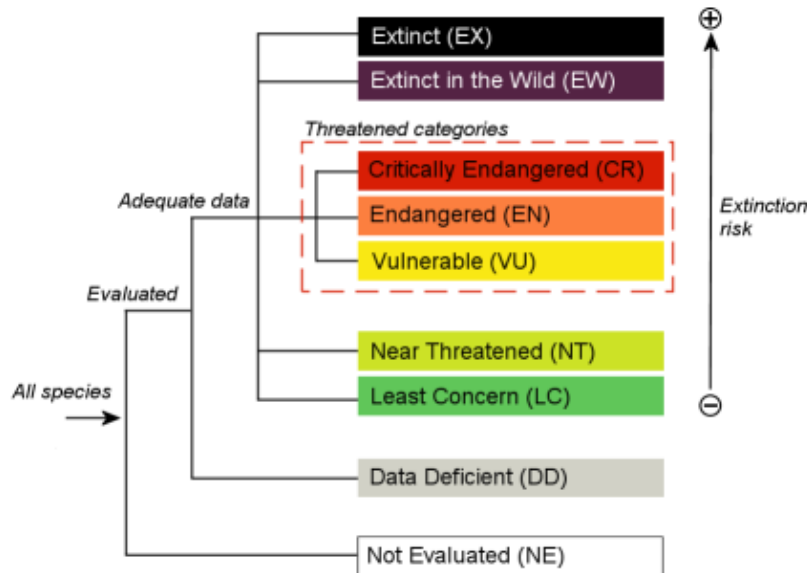 Extinct (EX)
Extinct in the Wild (EW)
Threatened categories
Critically Endangered (CR)
Adequate data
Endangered (EN)
Extinction
risk
Vulnerable (VU)
Evaluated
Near Threatened (NT)
All species
Least Concern (LC)
Data Deficient (DD)
Not Evaluated (NE)